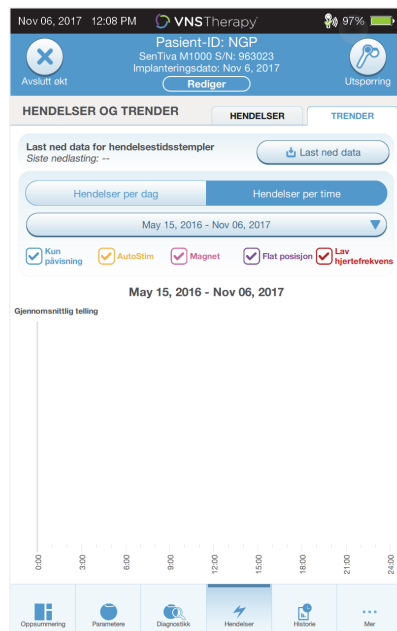 Nov 06, 2017 12:08 PM VNSTherapy 97%
Pasient-ID: NGP
SenTiva M1000 S/N: 963023
Implanteringsdato: Nov 6, 2017
Avslutt økt Rediger Utspørring
HENDELSER OG TRENDER HENDELSER TRENDER
Last ned data for hendelsestidsstempler
Siste nedlasting: --
Last ned data
Hendelser per dag Hendelser per time
May 15, 2016 - Nov 06, 2017
Kun påvisning AutoStim Magnet Flat posisjon Lav hjertefrekvens
May 15, 2016 - Nov 06, 2017
Gjennomsnittlig telling
0:00 3:00 6:00 9:00 12:00 15:00 18:00 21:00 24:00
Oppsummering Parametere Diagnostikk Hendelser Historie Mer